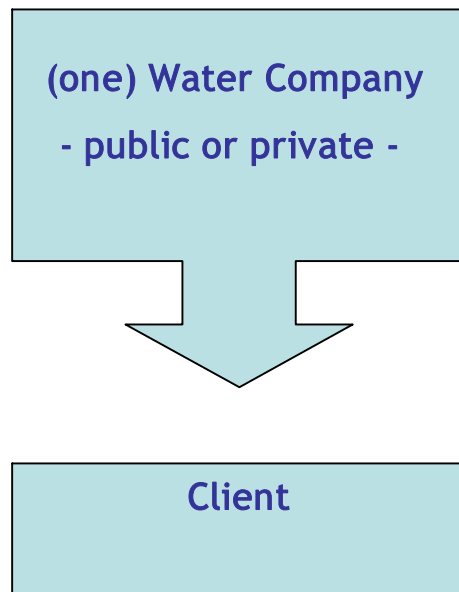 (one) Water Company
- public or private -
Client